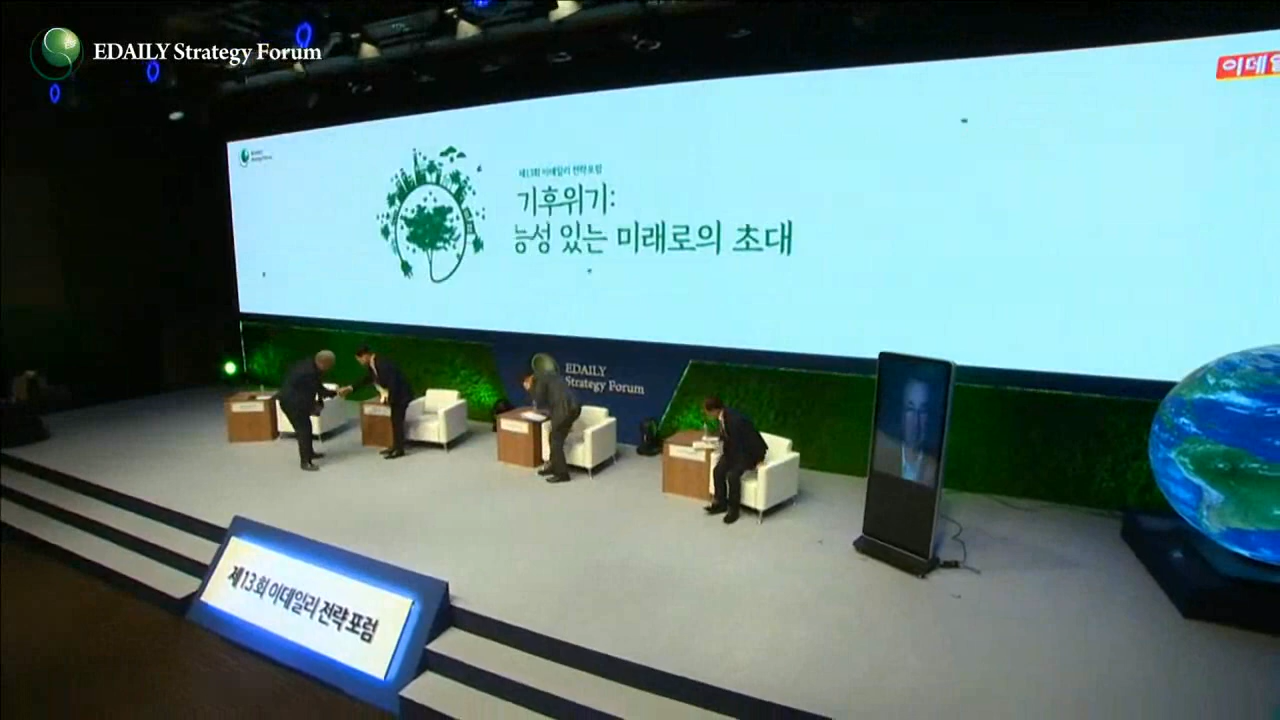 EDAILY Strategy Forum
이데일
제13회 이데일리 전략포럼
기후위기:
능성 있는 미래로의 초대
EDAILY
Strategy Forum
제13회 이데일리 전략 포럼